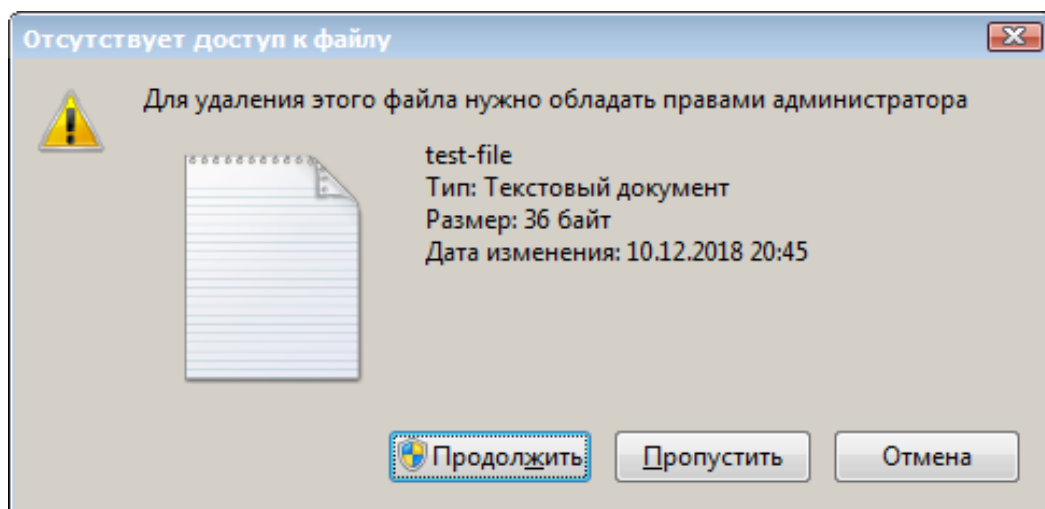 Отсутствует доступ к файлу
Для удаления этого файла нужно обладать правами администратора
test-file
Тип: Текстовый документ
Размер: 36 байт
Дата изменения: 10.12.2018 20:45
Продолжить
Пропустить
Отмена